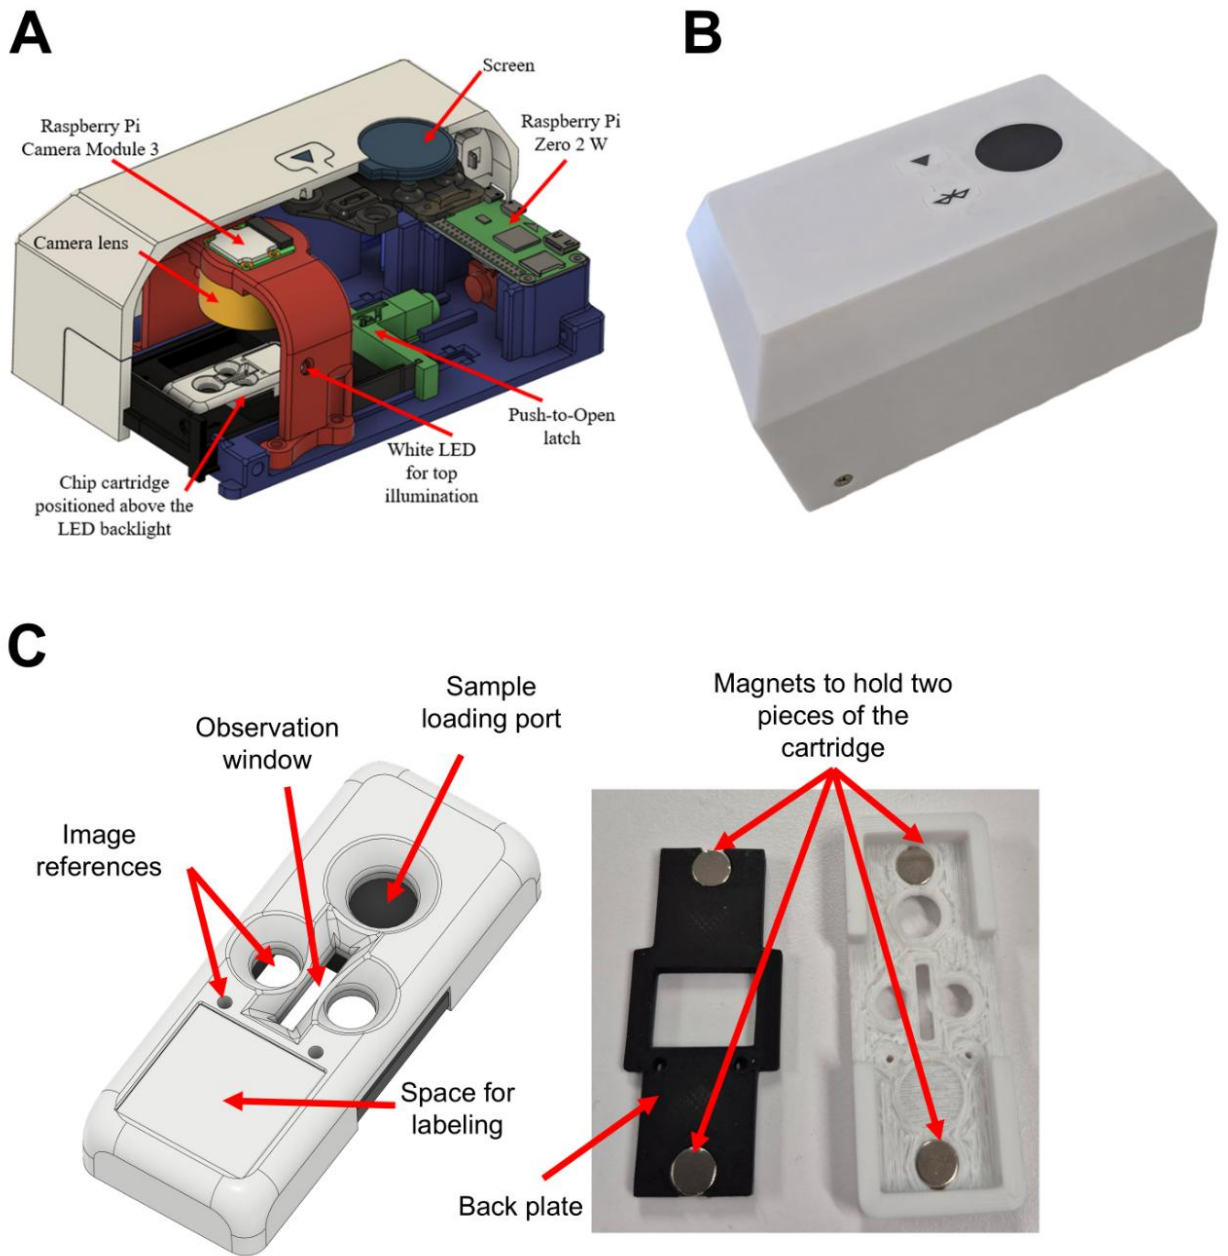 A
B
Screen
Raspberry Pi
Camera Module 3
Raspberry Pi
Zero 2 W
Camera lens
Push-to-Open
latch
White LED
for top
illumination
Chip cartridge
positioned above the
LED backlight
C
Sample
loading port
Magnets to hold two
pieces of the
cartridge
Observation
window
Image
references
Space for
labeling
Back plate